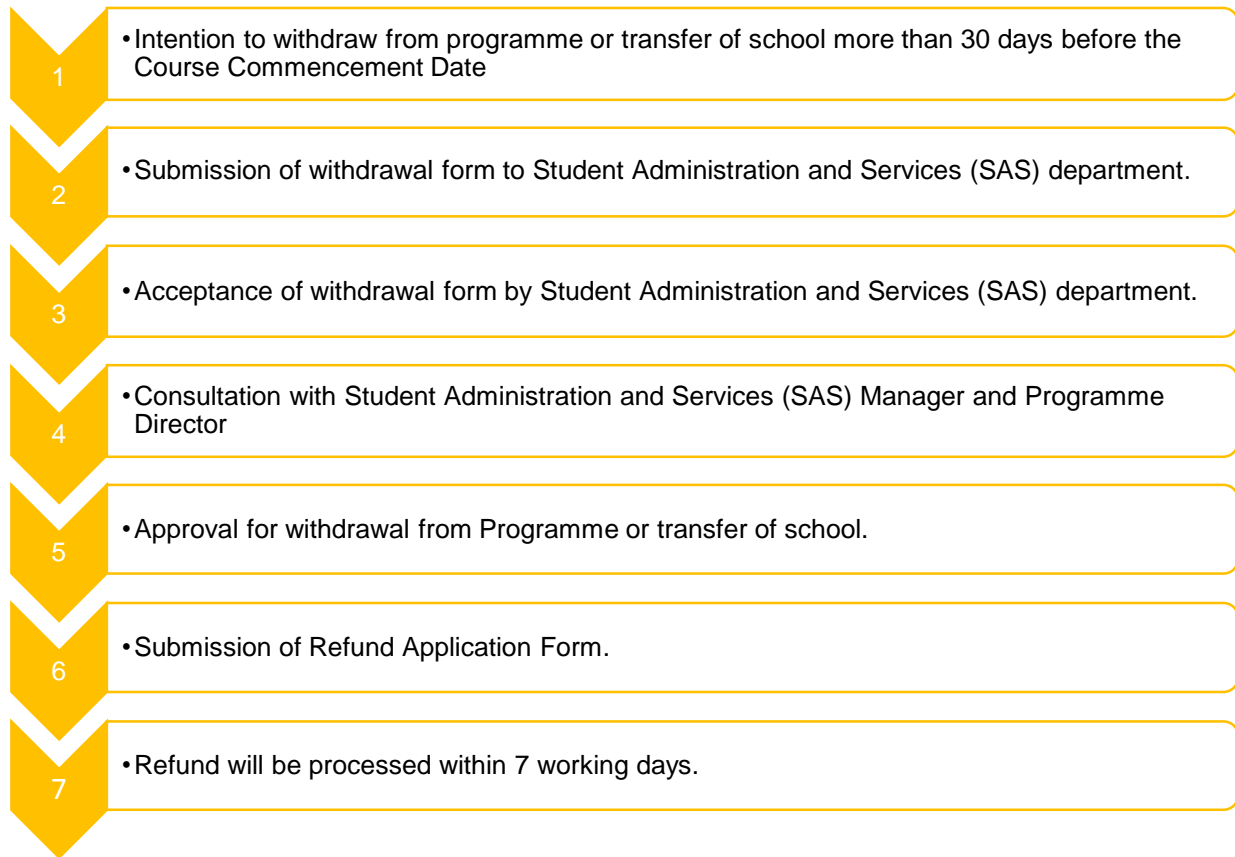 1
•Intention to withdraw from programme or transfer of school more than 30 days before the
Course Commencement Date
2
•Submission of withdrawal form to Student Administration and Services (SAS) department.
3
•Acceptance of withdrawal form by Student Administration and Services (SAS) department.
4
•Consultation with Student Administration and Services (SAS) Manager and Programme
Director
5
•Approval for withdrawal from Programme or transfer of school.
6
•Submission of Refund Application Form.
7
•Refund will be processed within 7 working days.